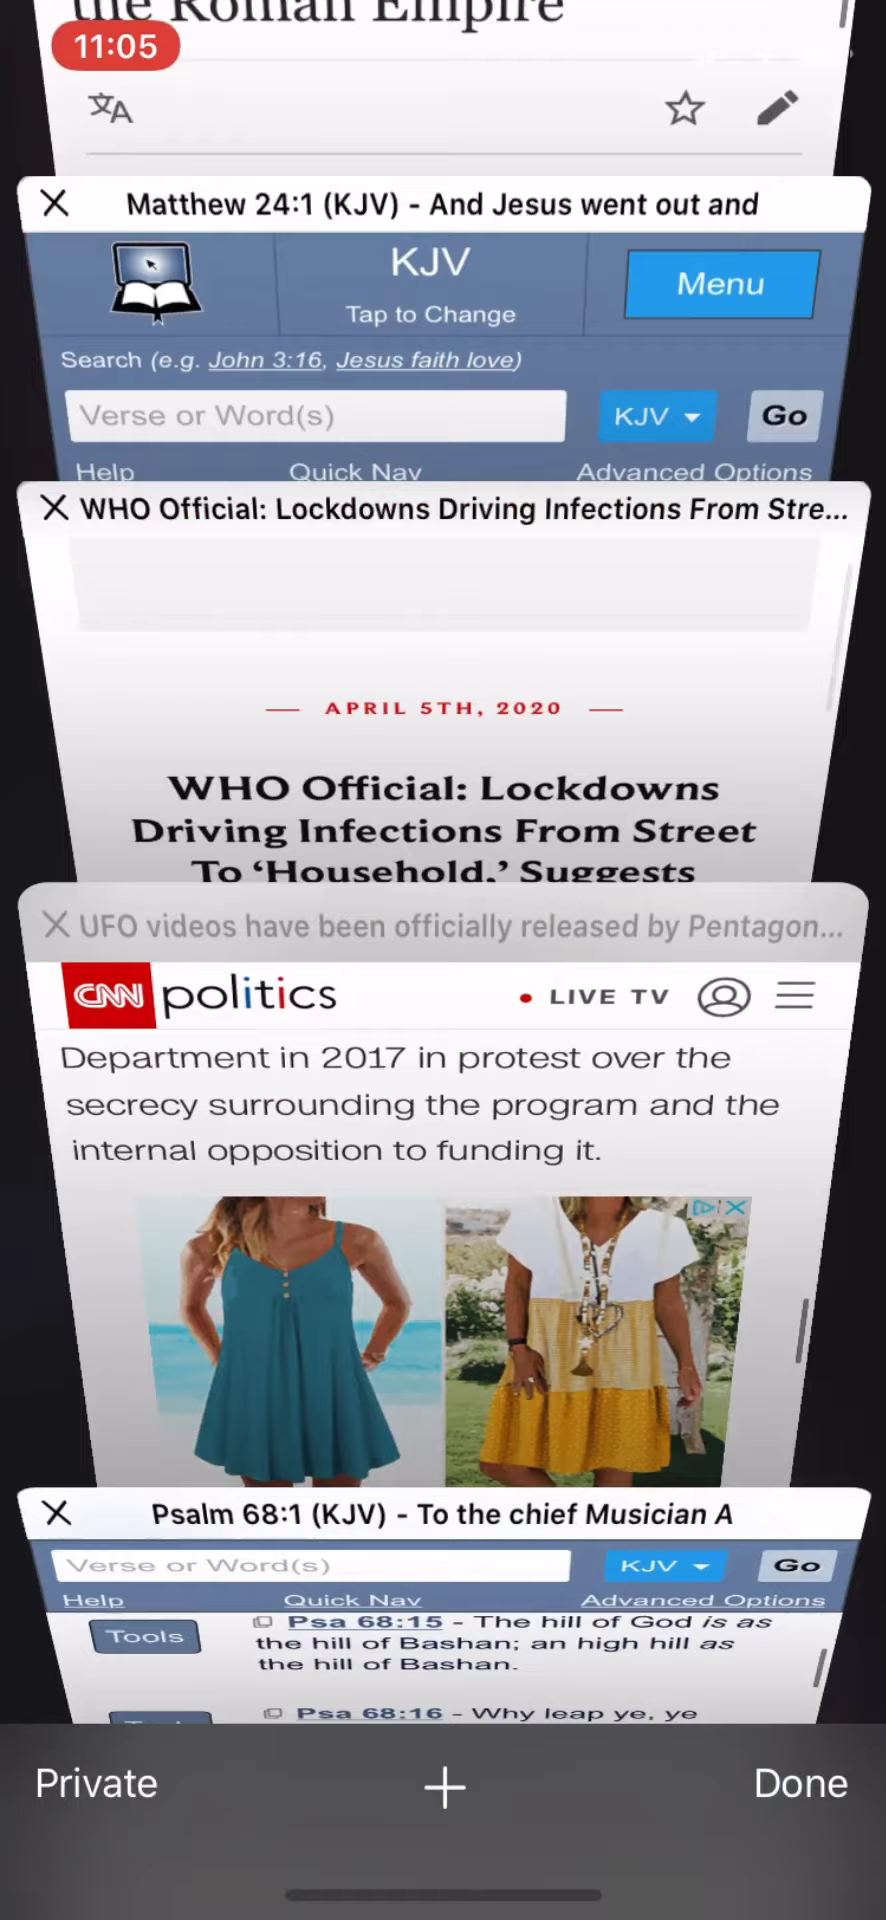 the Roman Empire
11:05
Matthew 24:1 (KJV) - And Jesus went out and
KJV
Tap to Change
Menu
Search (e.g. John 3:16, Jesus faith love)
Verse or Word(s)
KJV
Go
Help Quick Nav Advanced Options
WHO Official: Lockdowns Driving Infections From Stre...
APRIL 5TH, 2020
WHO Official: Lockdowns
Driving Infections From Street
To ‘Household,’ Suggests
UFO videos have been officially released by Pentagon...
CNN politics
LIVE TV
Department in 2017 in protest over the
secrecy surrounding the program and the
internal opposition to funding it.
Psalm 68:1 (KJV) - To the chief Musician A
Verse or Word(s)
KJV
Go
Help Quick Nav Advanced Options
Tools
Psa 68:15 - The hill of God is as
the hill of Bashan; an high hill as
the hill of Bashan.
Psa 68:16 - Why leap ye, ye
Private
Done